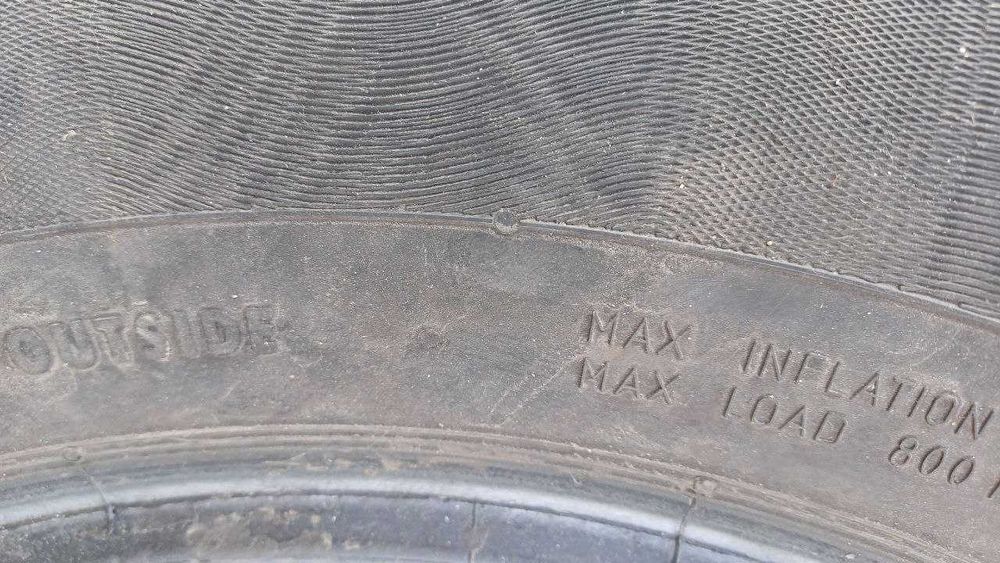 OUTSIDE
MAX INFLATION
MAX LOAD 800